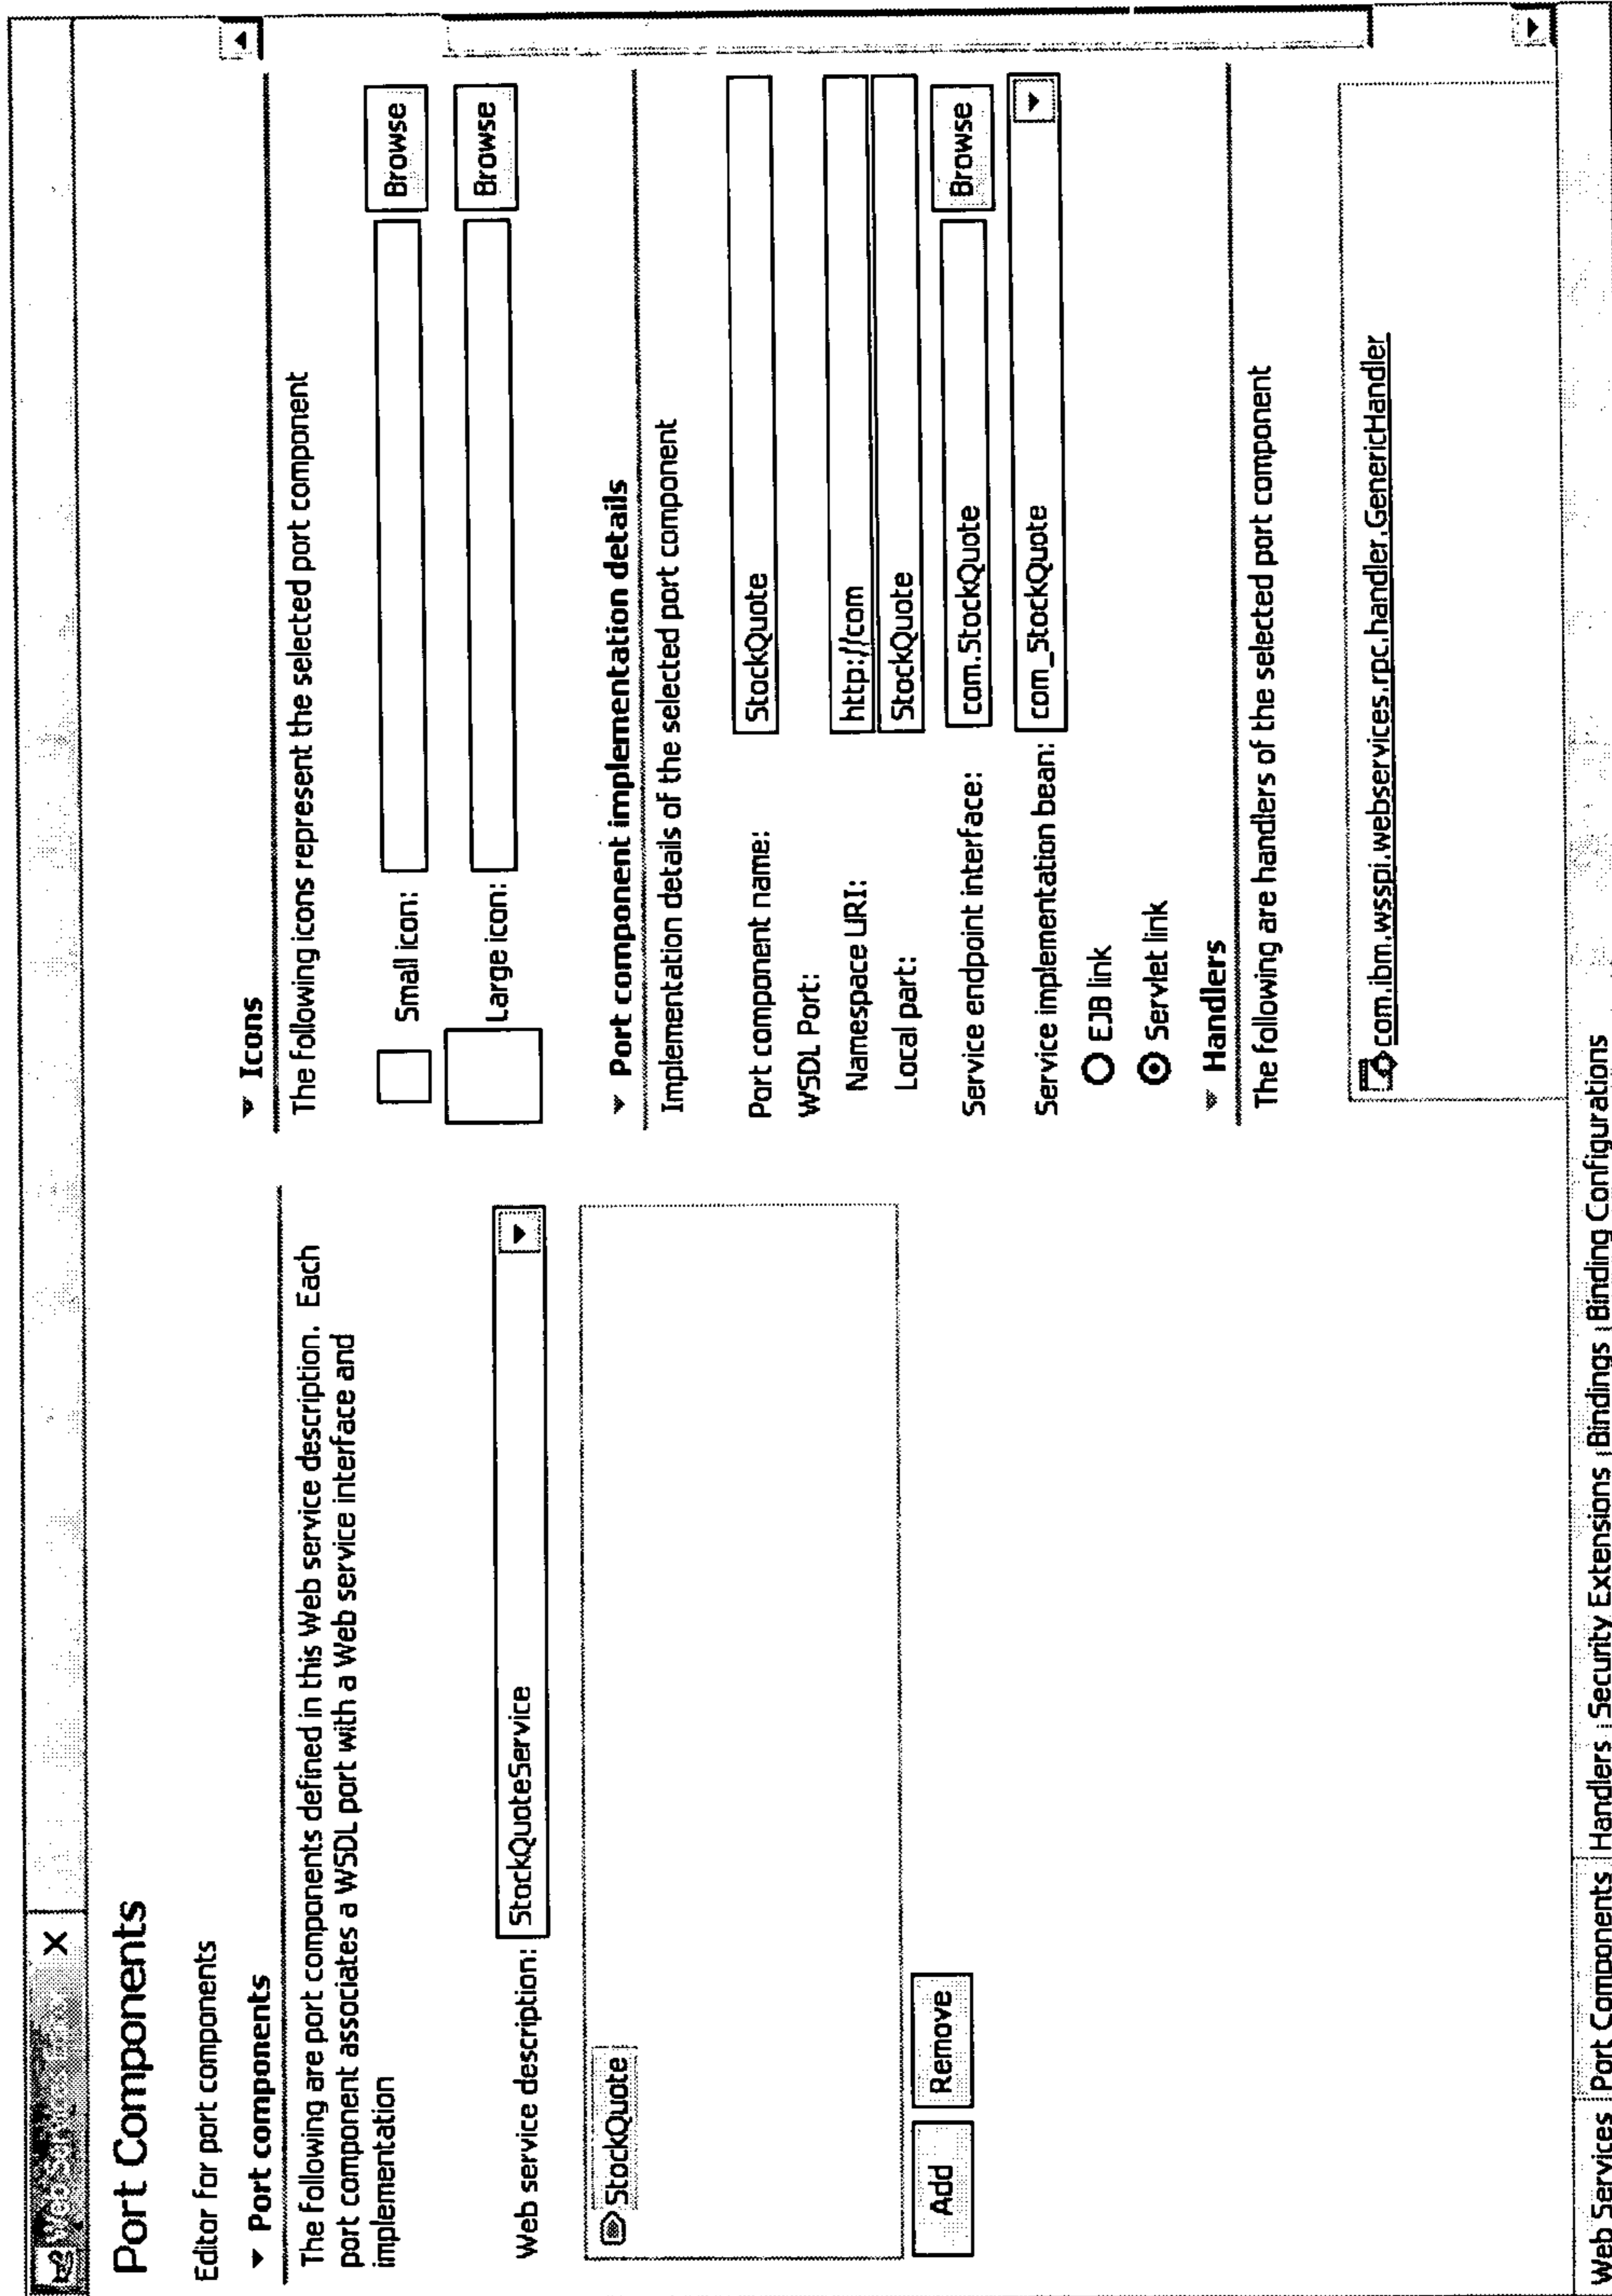 Web Services Editor X
Port Components
Editor for port components
Port components
The following are port components defined in this Web service description. Each
port component associates a WSDL port with a Web service interface and
implementation
Web service description: StockQuoteService
StockQuote
Add Remove
Icons
The following icons represent the selected port component
Small icon: Browse
Large icon: Browse
Port component implementation details
Implementation details of the selected port component
Port component name: StockQuote
WSDL Port:
Namespace URI: http://com
Local part: StockQuote
Service endpoint interface: com.StockQuote Browse
Service implementation bean: com_StockQuote
EJB link
Servlet link
Handlers
The following are handlers of the selected port component
com.ibm.wsspi.webservices.rpc.handler.GenericHandler
Web Services Port Components Handlers Security Extensions Bindings Binding Configurations